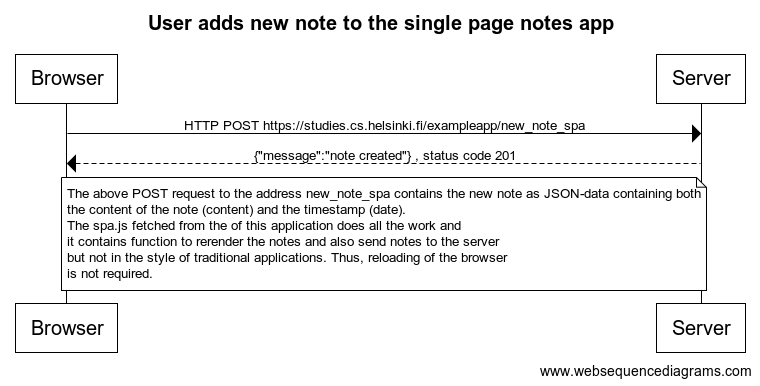 User adds new note to the single page notes app
Browser
Server
HTTP POST https://studies.cs.helsinki.fi/exampleapp/new_note_spa
{"message":"note created"} , status code 201
The above POST request to the address new_note_spa contains the new note as JSON-data containing both
the content of the note (content) and the timestamp (date).
The spa.js fetched from the of this application does all the work and
it contains function to rerender the notes and also send notes to the server
but not in the style of traditional applications. Thus, reloading of the browser
is not required.
Browser
Server
www.websequencediagrams.com